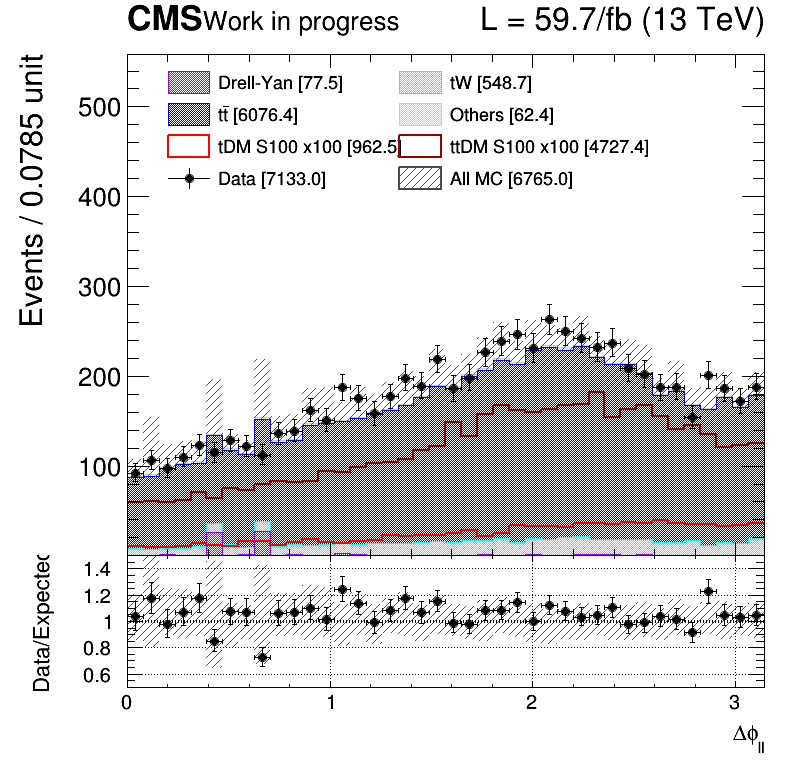 CMS Work in progress L = 59.7/fb (13 TeV)
Events / 0.0785 unit
Drell-Yan [77.5] tW [548.7]
tt̄ [6076.4] Others [62.4]
tDM S100 x100 [962.5] ttDM S100 x100 [4727.4]
Data [7133.0] All MC [6765.0]
500
400
300
200
100
Data/Expected
1.4
1.2
1
0.8
0.6
0 1 2 3
Δϕll